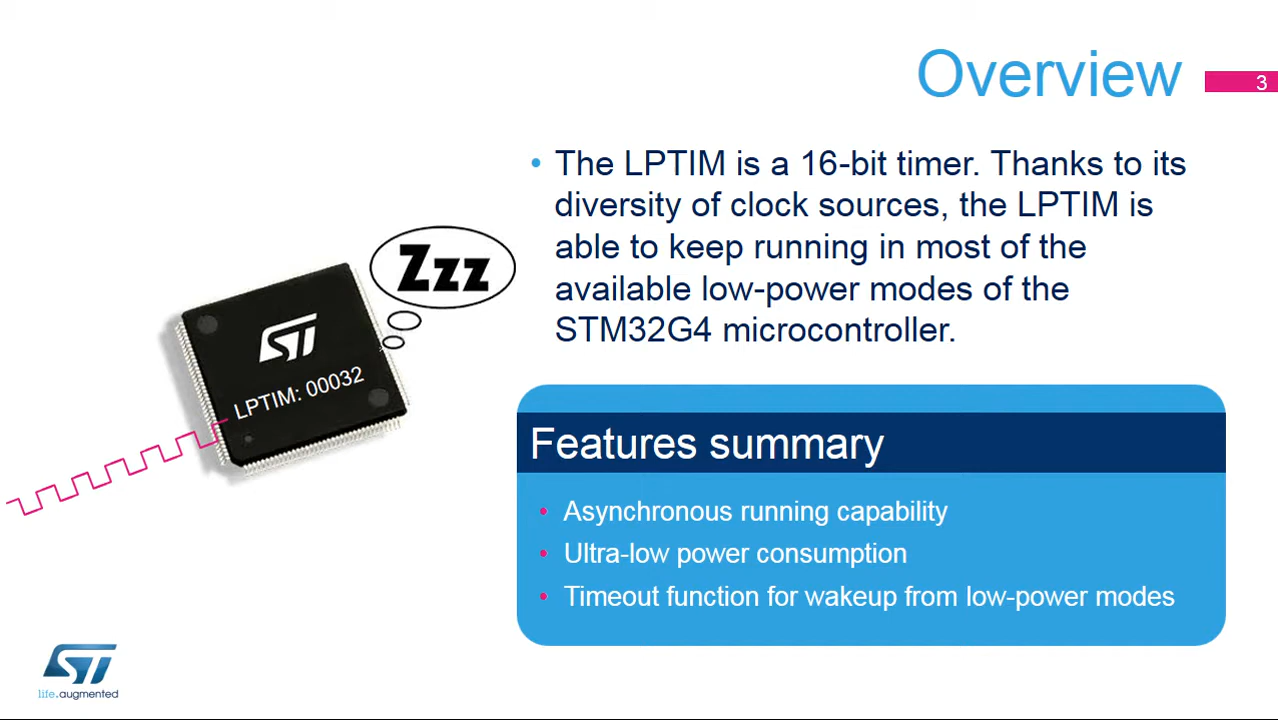 Overview
3
• The LPTIM is a 16-bit timer. Thanks to its
diversity of clock sources, the LPTIM is
able to keep running in most of the
available low-power modes of the
STM32G4 microcontroller.
Zzz
ST
LPTIM: 00032
Features summary
• Asynchronous running capability
• Ultra-low power consumption
• Timeout function for wakeup from low-power modes
ST
life.augmented